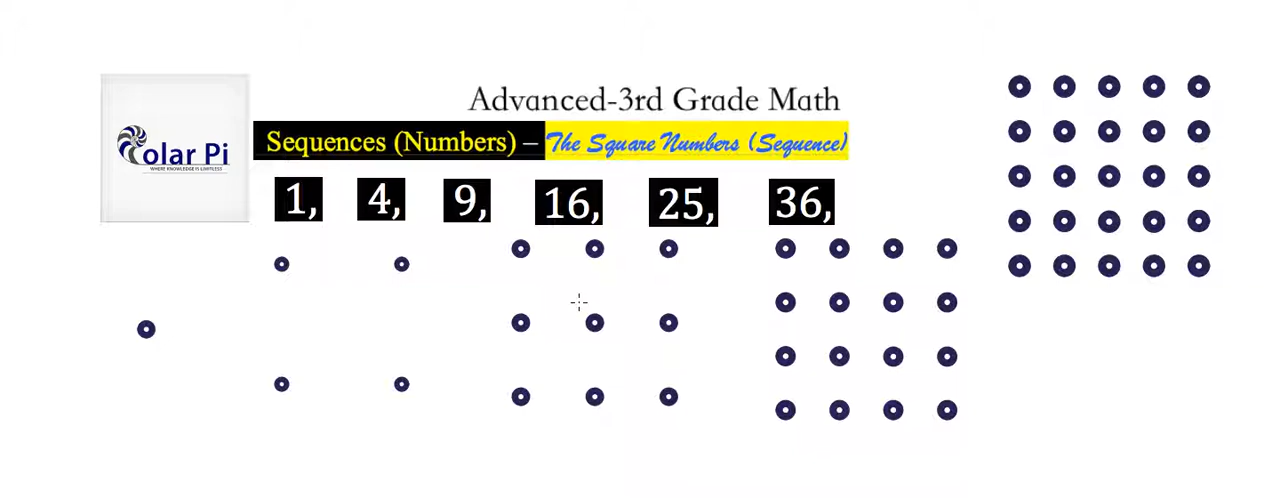 Advanced-3rd Grade Math
olar Pi
WHERE KNOWLEDGE IS LIMITLESS
Sequences (Numbers) – The Square Numbers (Sequence)
1, 4, 9, 16, 25, 36,